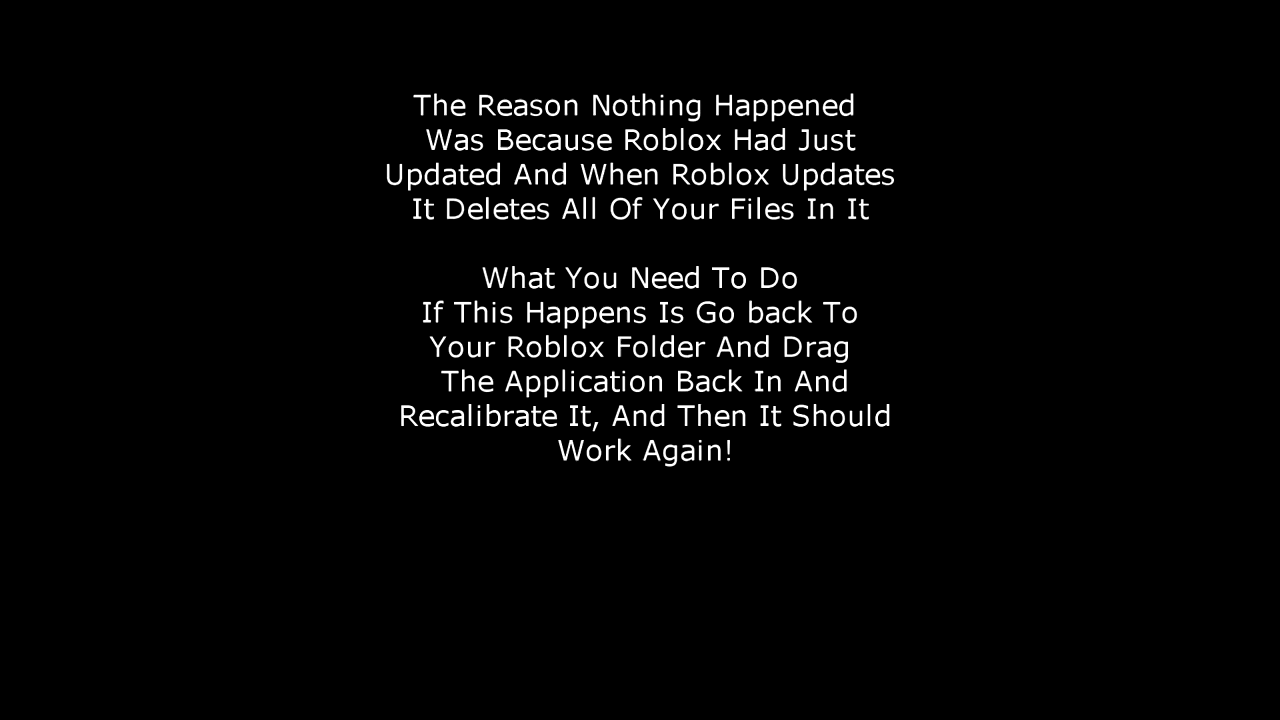 The Reason Nothing Happened
Was Because Roblox Had Just
Updated And When Roblox Updates
It Deletes All Of Your Files In It
What You Need To Do
If This Happens Is Go back To
Your Roblox Folder And Drag
The Application Back In And
Recalibrate It, And Then It Should
Work Again!